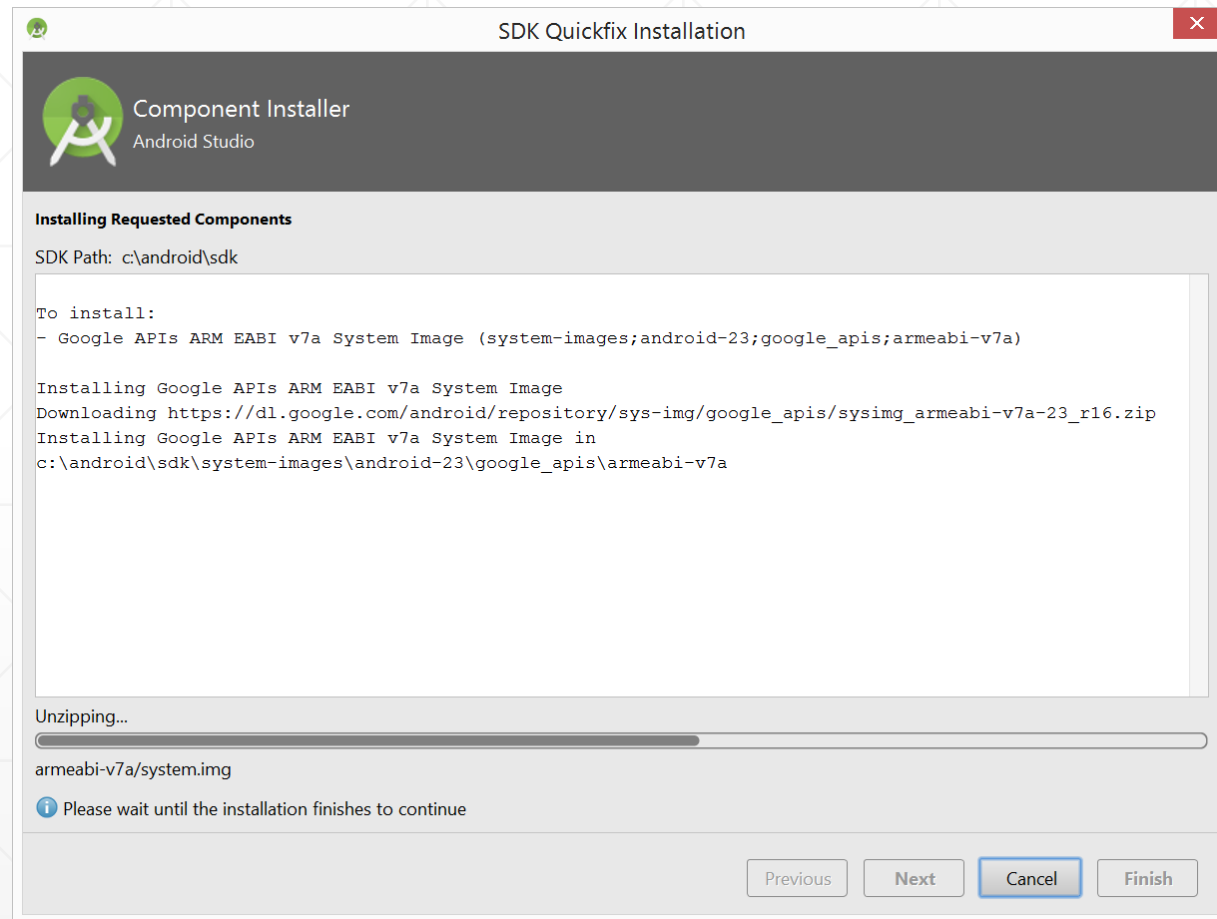 SDK Quickfix Installation
Component Installer
Android Studio
Installing Requested Components
SDK Path: c:\android\sdk
To install:
- Google APIs ARM EABI v7a System Image (system-images;android-23;google_apis;armeabi-v7a)
Installing Google APIs ARM EABI v7a System Image
Downloading https://dl.google.com/android/repository/sys-img/google_apis/sysimg_armeabi-v7a-23_r16.zip
Installing Google APIs ARM EABI v7a System Image in
c:\android\sdk\system-images\android-23\google_apis\armeabi-v7a
Unzipping...
armeabi-v7a/system.img
Please wait until the installation finishes to continue
Previous Next Cancel Finish